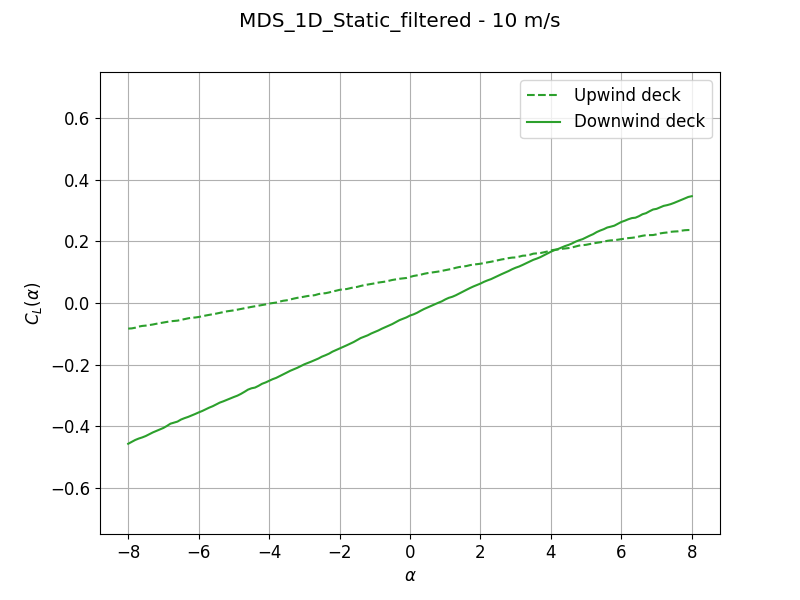 MDS_1D_Static_filtered - 10 m/s
Upwind deck
Downwind deck
0.6
0.4
0.2
0.0
−0.2
−0.4
−0.6
C_L(α)
−8 −6 −4 −2 0 2 4 6 8
α